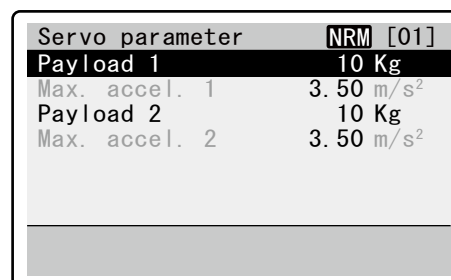 Servo parameter NRM [01]
Payload 1 10 Kg
Max. accel. 1 3.50 m/s²
Payload 2 10 Kg
Max. accel. 2 3.50 m/s²